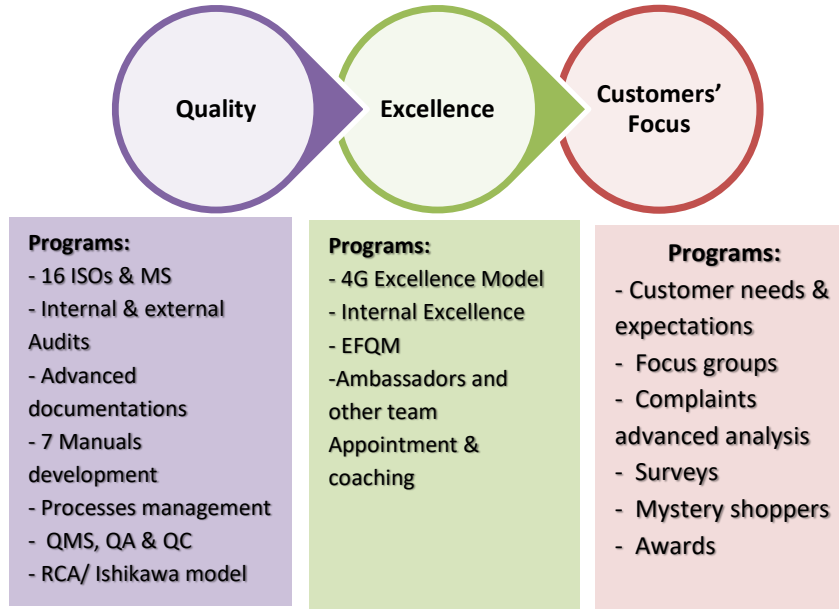 Quality
Excellence
Customers’
Focus
Programs:
- 16 ISOs & MS
- Internal & external
Audits
- Advanced
documentations
- 7 Manuals
development
- Processes management
- QMS, QA & QC
- RCA/ Ishikawa model
Programs:
- 4G Excellence Model
- Internal Excellence
- EFQM
-Ambassadors and
other team
Appointment &
coaching
Programs:
- Customer needs &
expectations
- Focus groups
- Complaints
advanced analysis
- Surveys
- Mystery shoppers
- Awards